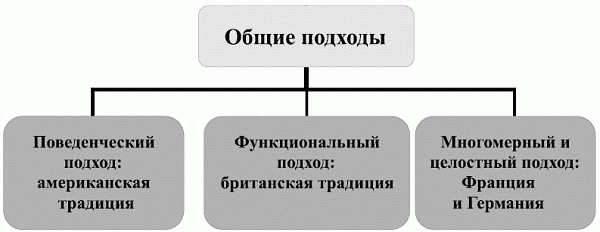 Общие подходы
Поведенческий
подход:
американская
традиция
Функциональный
подход:
британская традиция
Многомерный и
целостный подход:
Франция
и Германия